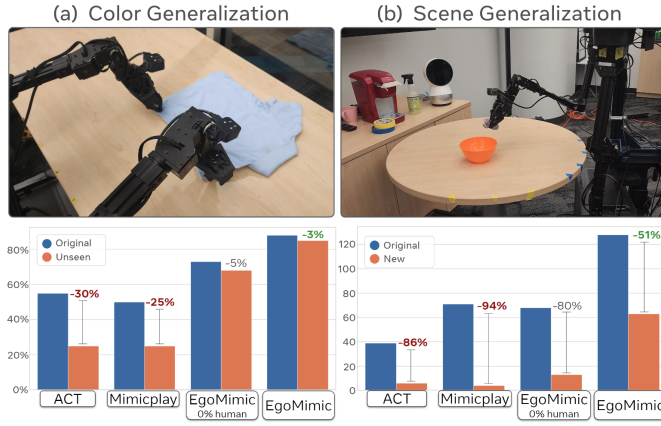 (a) Color Generalization
(b) Scene Generalization
Original
Unseen
80%
60%
40%
20%
0%
-30%
-25%
-5%
-3%
ACT
Mimicplay
EgoMimic
0% human
EgoMimic
Original
New
120
100
80
60
40
20
0
-86%
-94%
-80%
-51%
ACT
Mimicplay
EgoMimic
0% human
EgoMimic